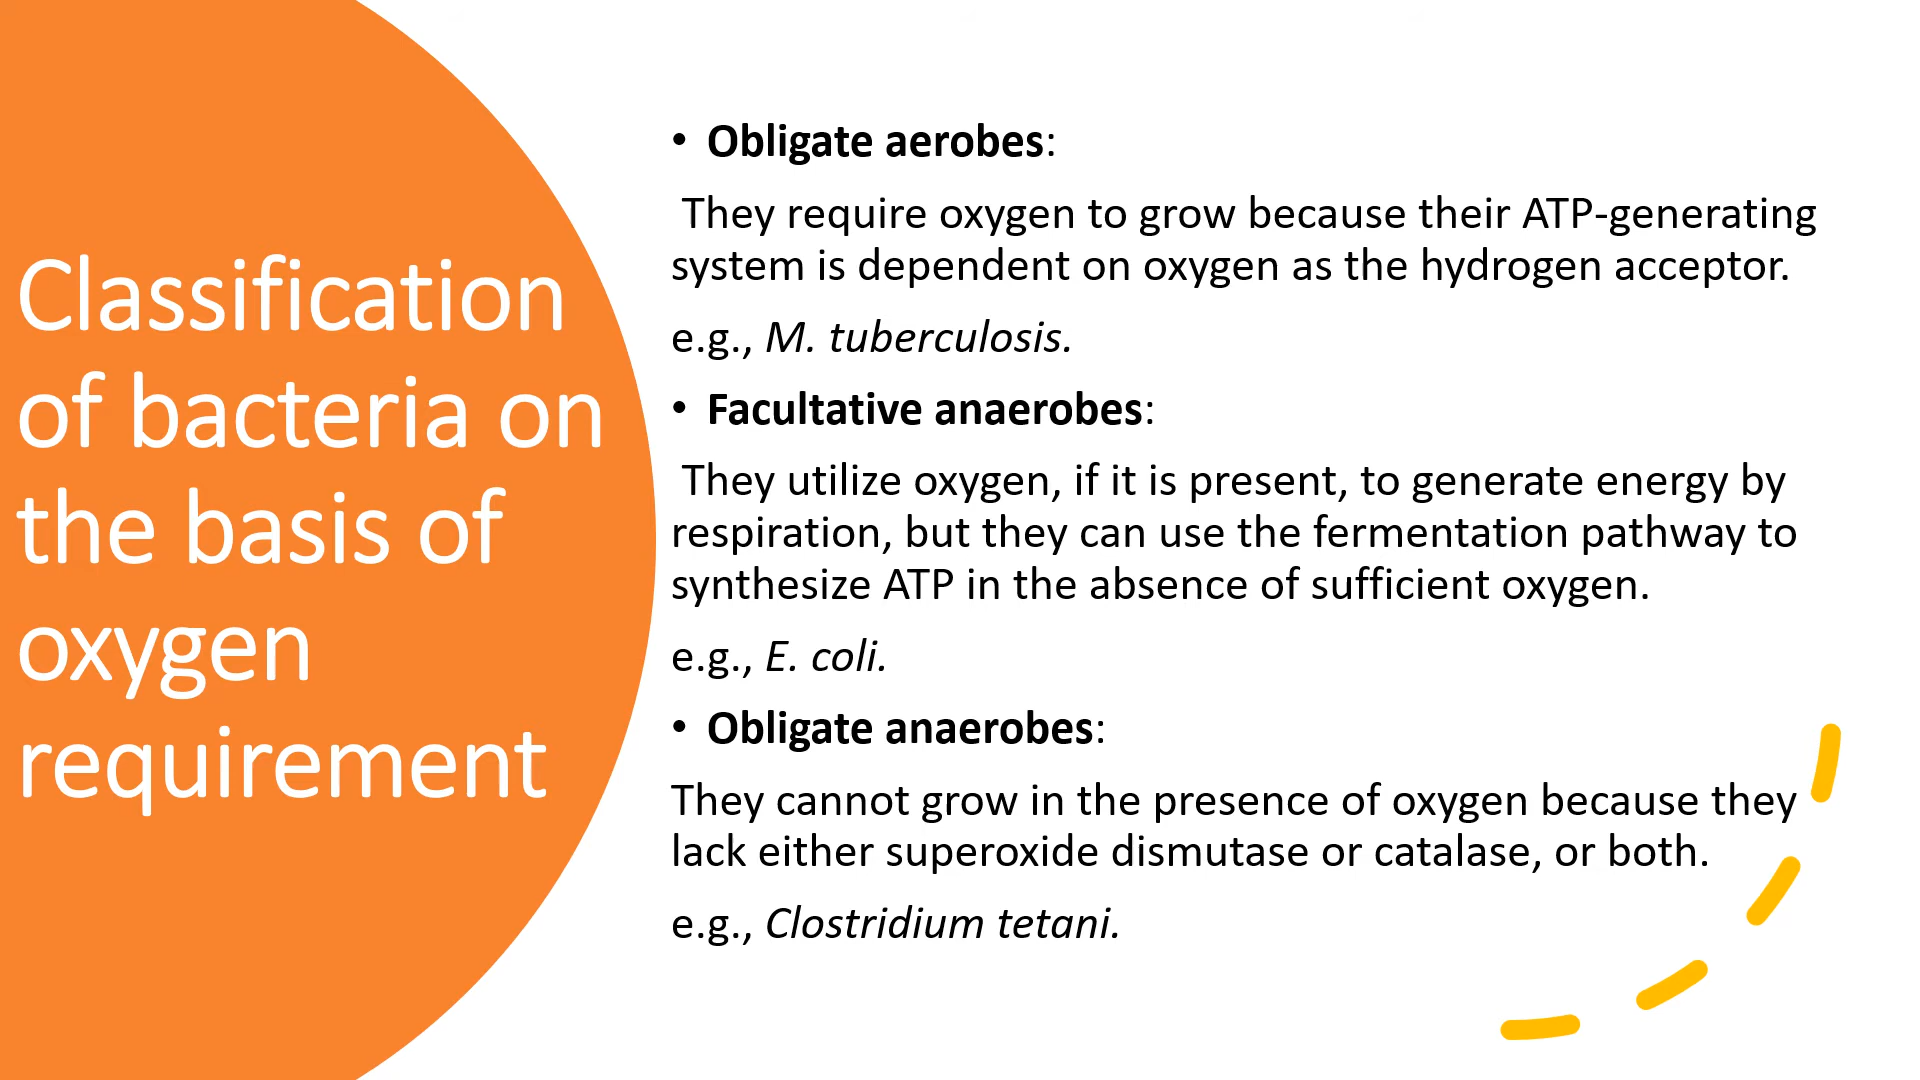 Classification
of bacteria on
the basis of
oxygen
requirement
• Obligate aerobes:
They require oxygen to grow because their ATP-generating
system is dependent on oxygen as the hydrogen acceptor.
e.g., M. tuberculosis.
• Facultative anaerobes:
They utilize oxygen, if it is present, to generate energy by
respiration, but they can use the fermentation pathway to
synthesize ATP in the absence of sufficient oxygen.
e.g., E. coli.
• Obligate anaerobes:
They cannot grow in the presence of oxygen because they
lack either superoxide dismutase or catalase, or both.
e.g., Clostridium tetani.